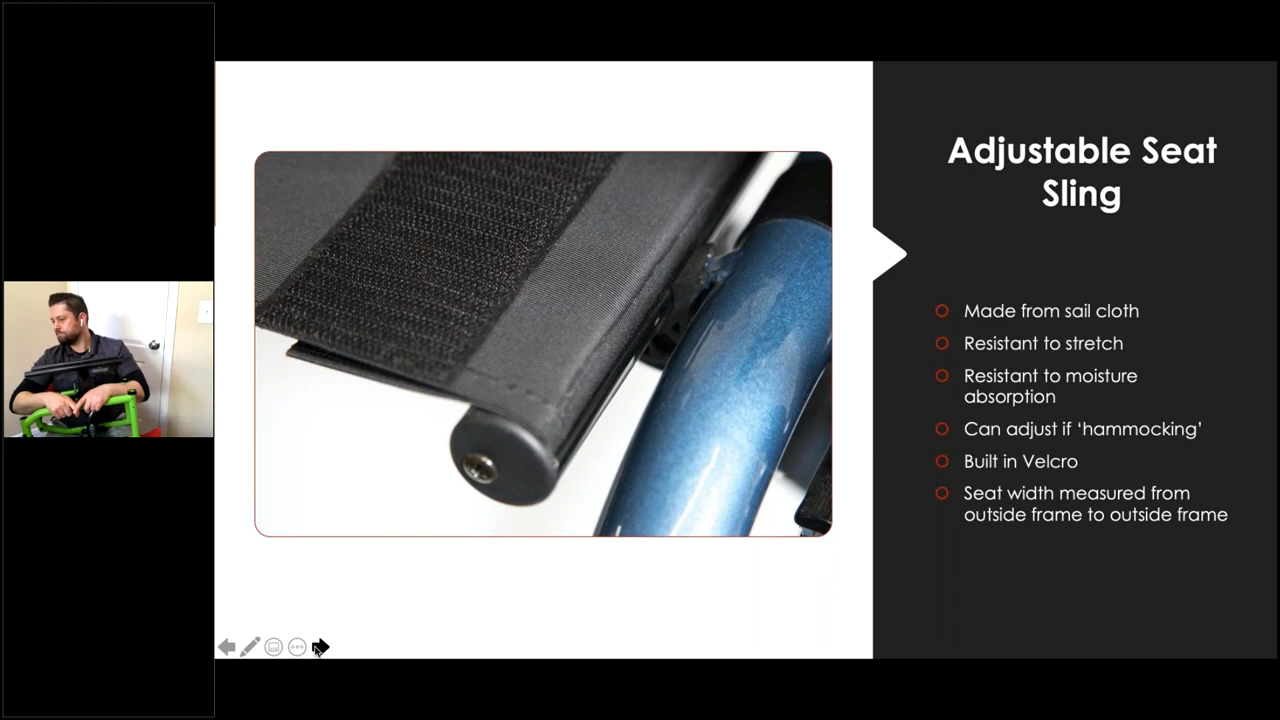 Adjustable Seat
Sling
Made from sail cloth
Resistant to stretch
Resistant to moisture
absorption
Can adjust if ‘hammocking’
Built in Velcro
Seat width measured from
outside frame to outside frame